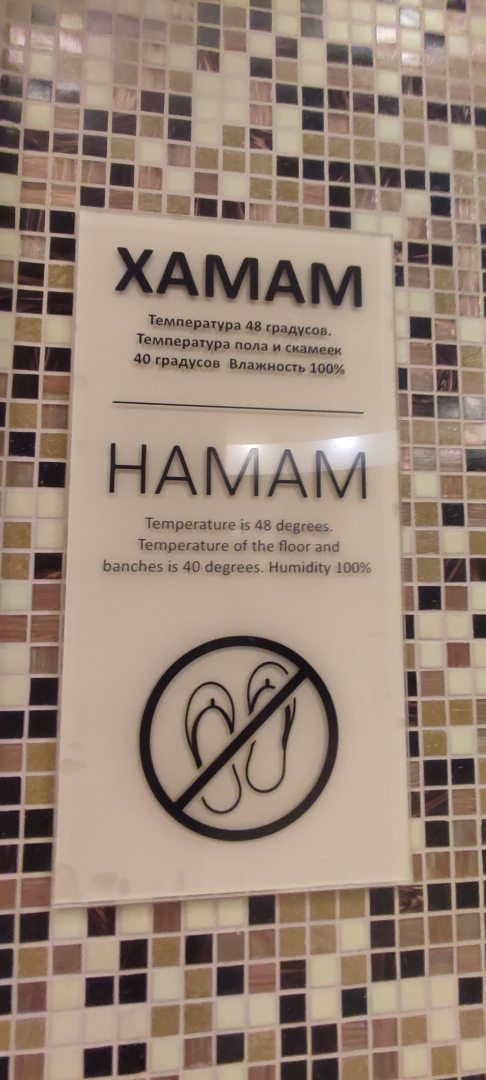 ХАМАМ
Температура 48 градусов.
Температура пола и скамеек
40 градусов Влажность 100%
HAMAM
Temperature is 48 degrees.
Temperature of the floor and
banches is 40 degrees. Humidity 100%